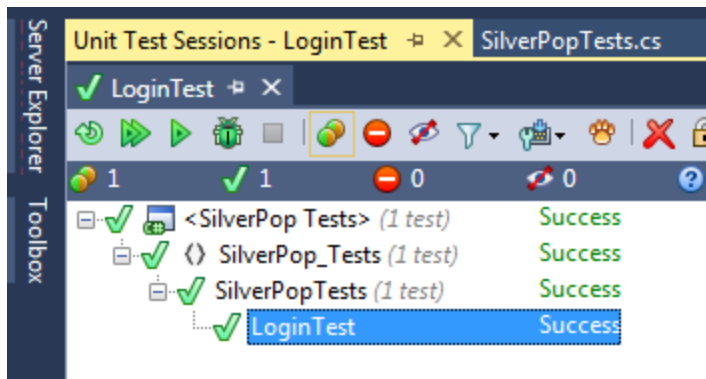 Server Explorer
Toolbox
Unit Test Sessions - LoginTest
SilverPopTests.cs
LoginTest
1
1
0
0
?
<SilverPop Tests> (1 test) Success
SilverPop_Tests (1 test) Success
SilverPopTests (1 test) Success
LoginTest Success